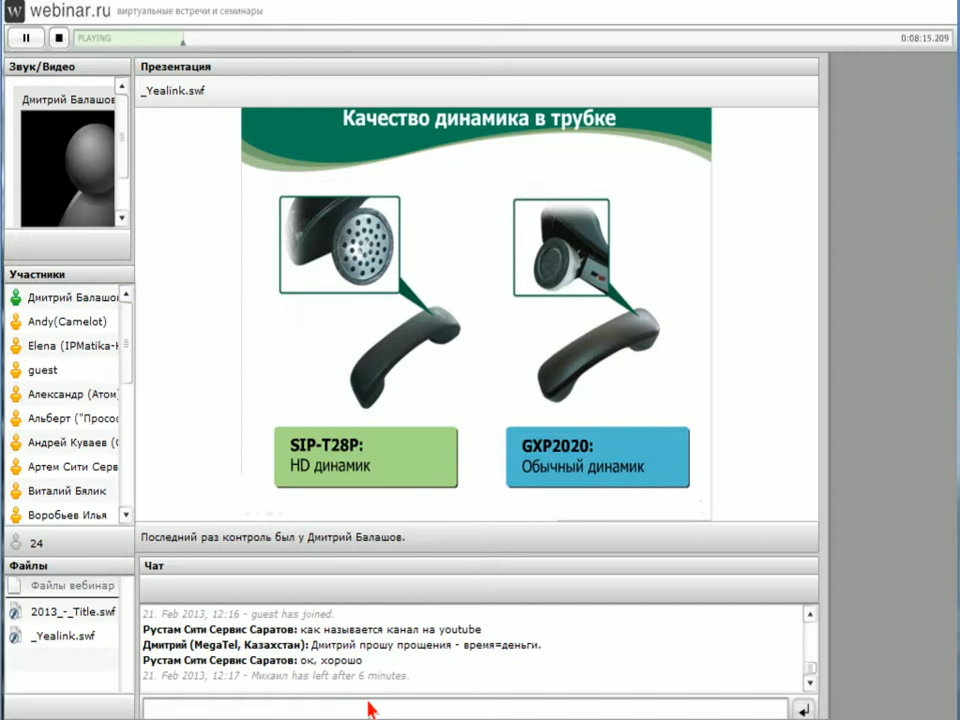 webinar.ru виртуальные встречи и семинары
PLAYING
0:08:15.209
Звук/Видео
Дмитрий Балашов
Презентация
_Yealink.swf
Качество динамика в трубке
SIP-T28P:
HD динамик
GXP2020:
Обычный динамик
Участники
Дмитрий Балашо
Andy(Camelot)
Elena (IPMatika-
guest
Александр (Атом
Альберт ("Просо
Андрей Куваев (
Артем Сити Серв
Виталий Бялик
Воробьев Илья
24
Последний раз контроль был у Дмитрий Балашов.
Файлы
Файлы вебинар
2013_-_Title.swf
_Yealink.swf
Чат
21. Feb 2013, 12:16 - guest has joined.
Рустам Сити Сервис Саратов: как называется канал на youtube
Дмитрий (MegaTel, Казахстан): Дмитрий прошу прощения - время=деньги.
Рустам Сити Сервис Саратов: ок, хорошо
21. Feb 2013, 12:17 - Михаил has left after 6 minutes.